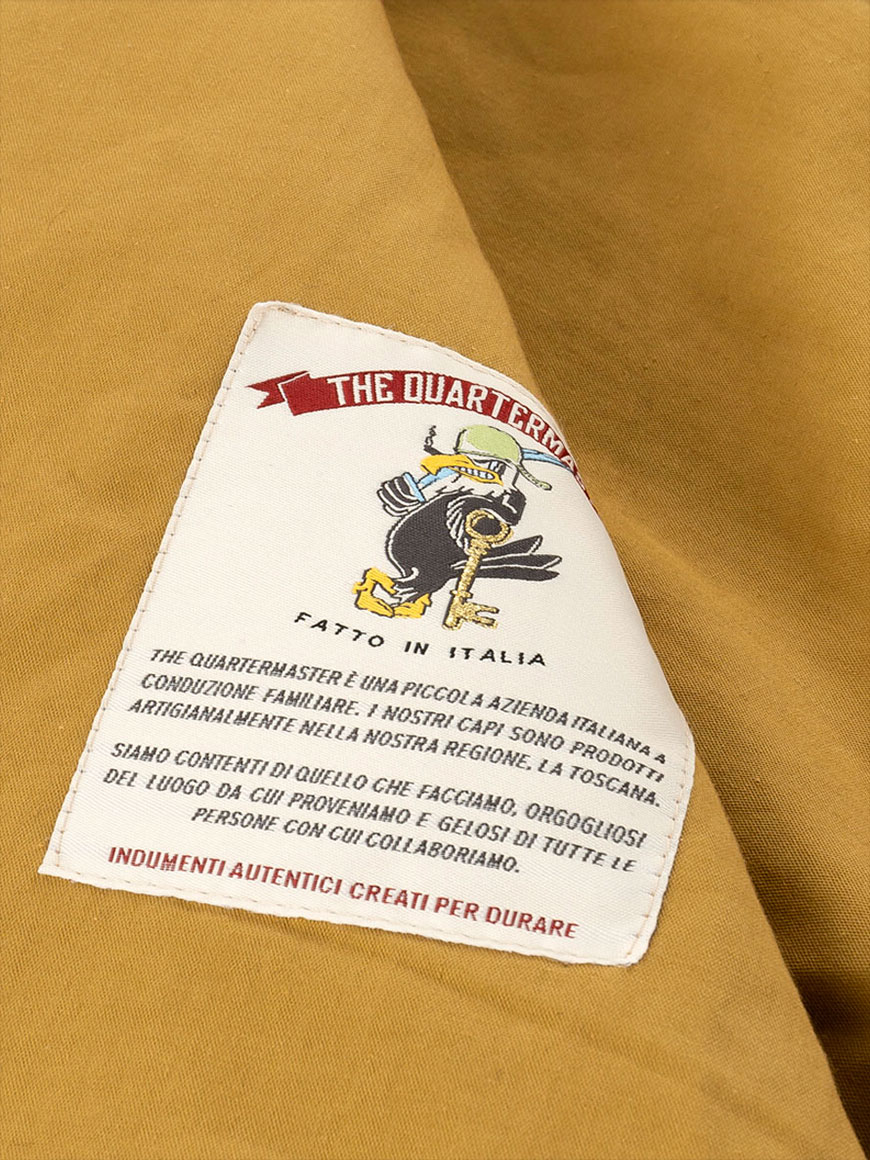 THE QUARTERMA
FATTO IN ITALIA
THE QUARTERMASTER È UNA PICCOLA AZIENDA ITALIANA A
CONDUZIONE FAMILIARE. I NOSTRI CAPI SONO PRODOTTI
ARTIGIANALMENTE NELLA NOSTRA REGIONE, LA TOSCANA.
SIAMO CONTENTI DI QUELLO CHE FACCIAMO, ORGOGLIOSI
DEL LUOGO DA CUI PROVENIAMO E GELOSI DI TUTTE LE
PERSONE CON CUI COLLABORIAMO.
INDUMENTI AUTENTICI CREATI PER DURARE